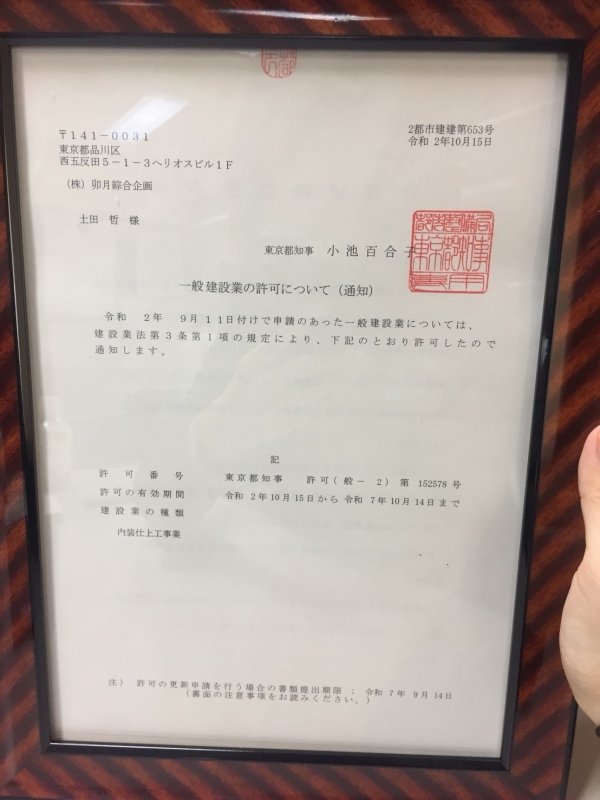 2都市建建第653号
令和 2年10月15日
〒141-0031
東京都品川区
西五反田5-1-3ヘリオスビル1F
(株) 卯月綜合企画
土田 哲 様
東京都知事 小池百合子
東京都知事
一般建設業の許可について(通知)
令和 2年 9月11日付けで申請のあった一般建設業については、
建設業法第3条第1項の規定により、下記のとおり許可したので
通知します。
記
許可番号 東京都知事 許可(般-2) 第 152578 号
許可の有効期間 令和 2年10月15日から 令和 7年10月14日まで
建設業の種類
内装仕上工事業
注) 許可の更新申請を行う場合の書類提出期限 ; 令和 7年 9月14日
(裏面の注意事項をお読みください。)